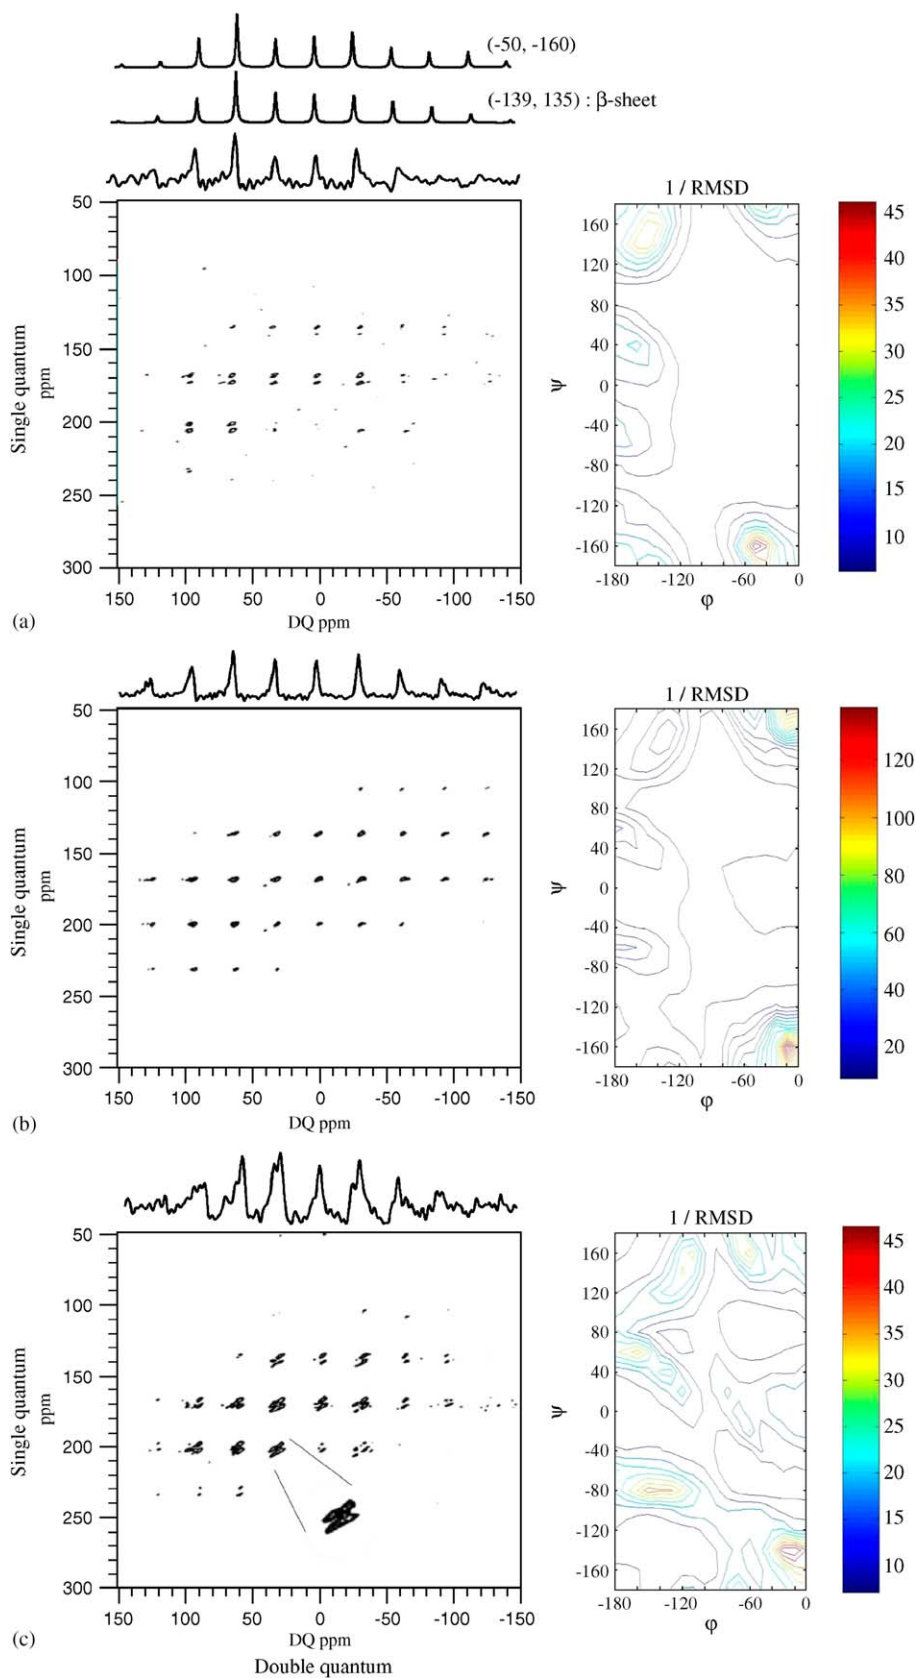 (-50, -160)
(-139, 135) : β-sheet
50
100
150
200
250
300
Single quantum
ppm
150 100 50 0 -50 -100 -150
DQ ppm
(a)
1 / RMSD
160
120
80
40
0
-40
-80
-120
-160
ψ
-180 -120 -60 0
φ
45
40
35
30
25
20
15
10
50
100
150
200
250
300
Single quantum
ppm
150 100 50 0 -50 -100 -150
DQ ppm
(b)
1 / RMSD
160
120
80
40
0
-40
-80
-120
-160
ψ
-180 -120 -60 0
φ
120
100
80
60
40
20
50
100
150
200
250
300
Single quantum
ppm
150 100 50 0 -50 -100 -150
DQ ppm
(c)
Double quantum
1 / RMSD
160
120
80
40
0
-40
-80
-120
-160
ψ
-180 -120 -60 0
φ
45
40
35
30
25
20
15
10